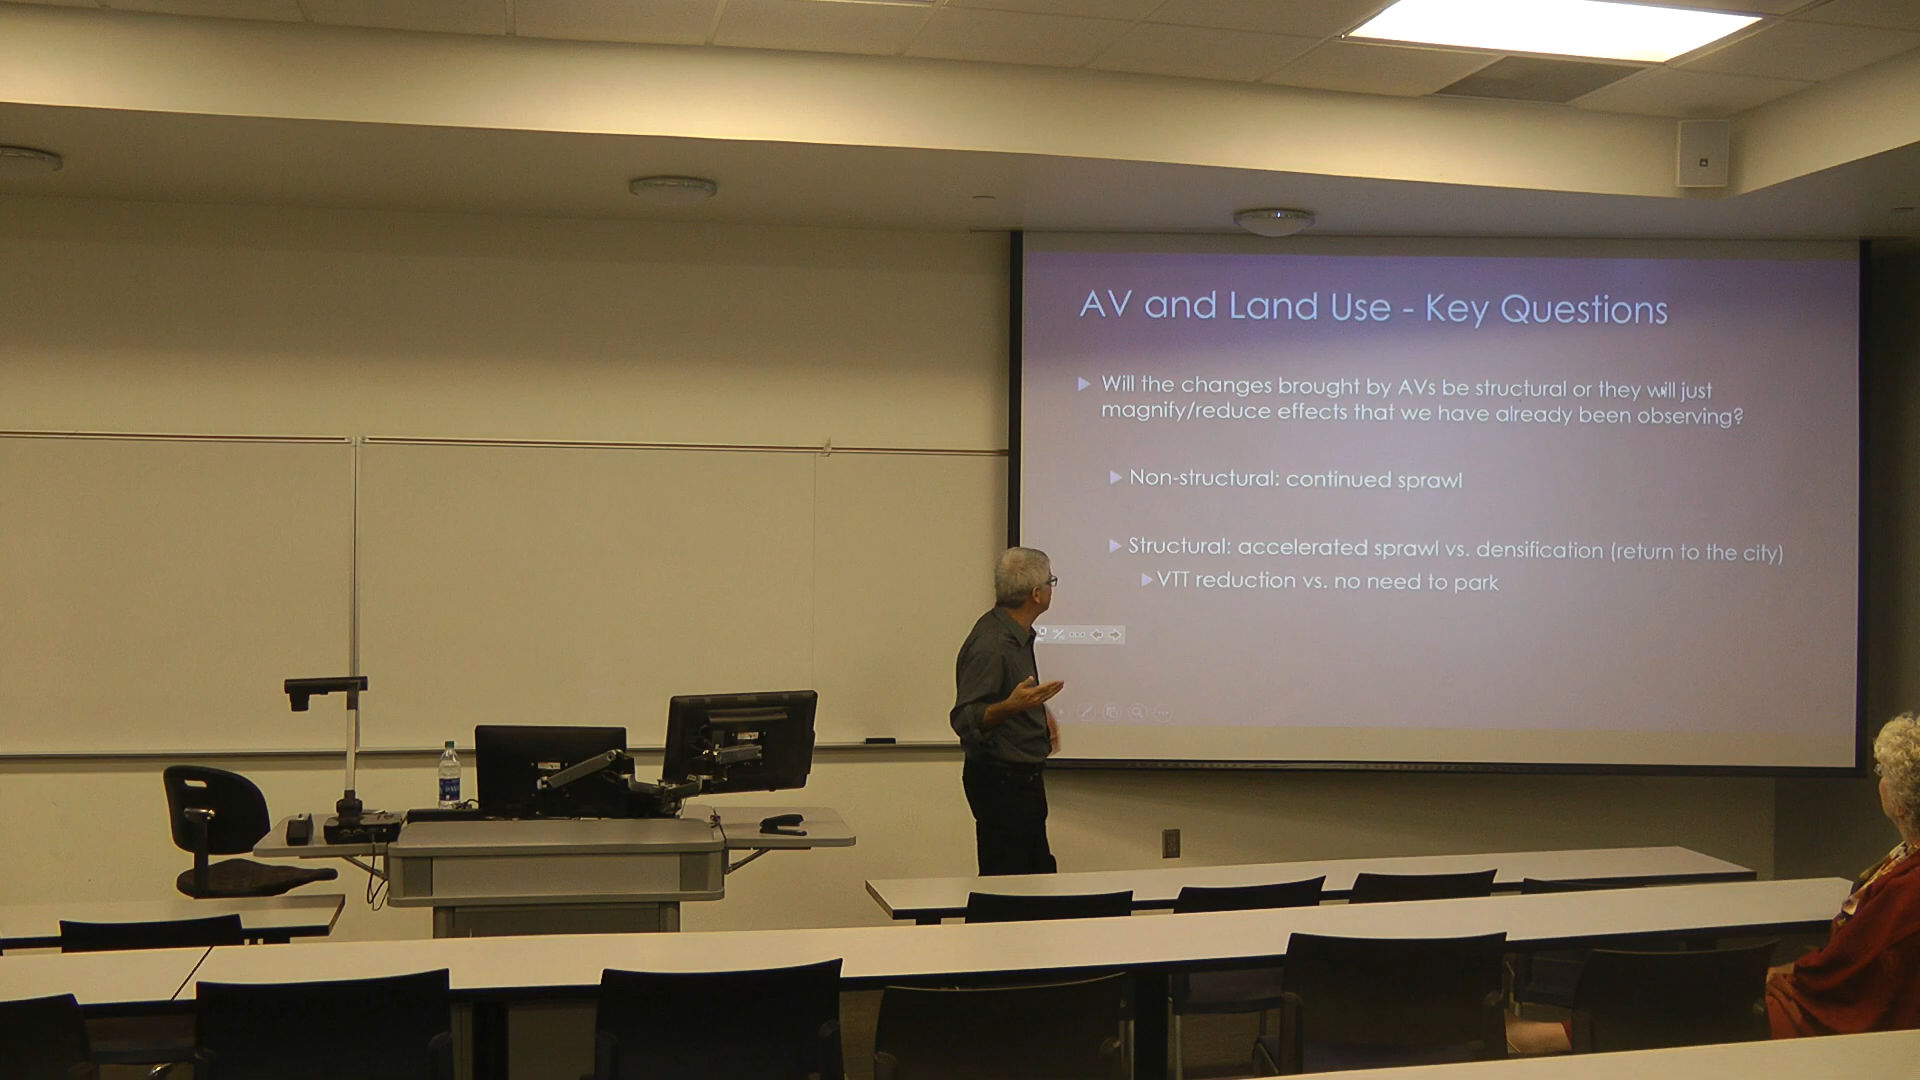 AV and Land Use - Key Questions
Will the changes brought by AVs be structural or they will just
magnify/reduce effects that we have already been observing?
Non-structural: continued sprawl
Structural: accelerated sprawl vs. densification (return to the city)
VTT reduction vs. no need to park